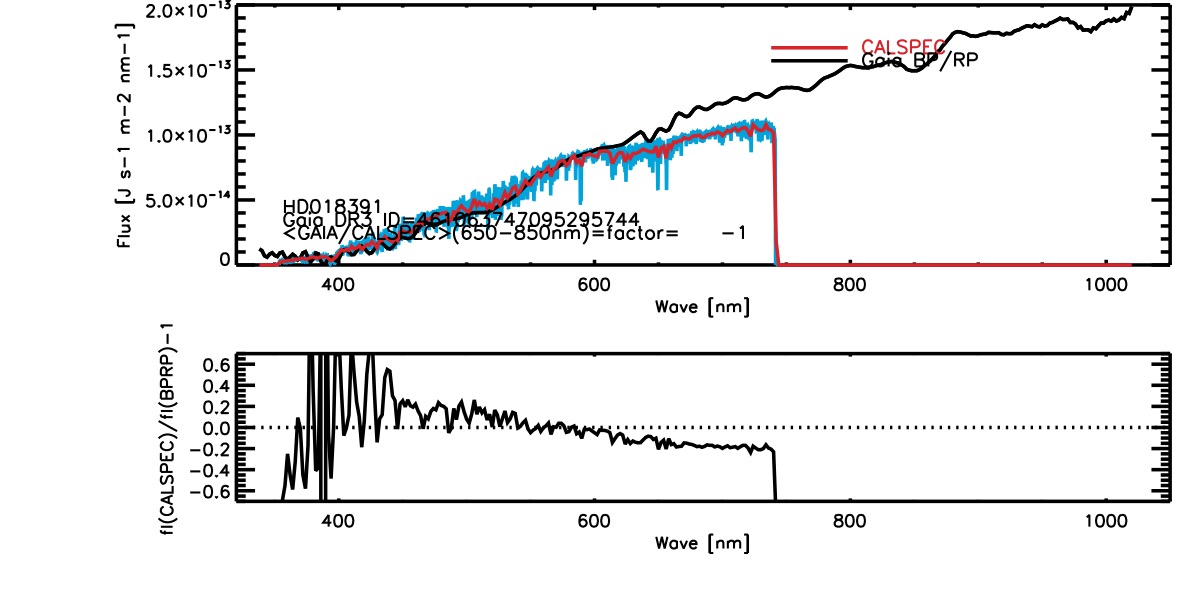 2.0×10−13
1.5×10−13
1.0×10−13
5.0×10−14
0
Flux [J s−1 m−2 nm−1]
CALSPEC
Gaia BP/RP
HD018391
Gaia DR3 ID=
<GAIA/CALSPEC>(650−850nm)=factor= −1
400 600 800 1000
Wave [nm]
0.6
0.4
0.2
0.0
−0.2
−0.4
−0.6
fl(CALSPEC)/fl(BPRP)−1
400 600 800 1000
Wave [nm]